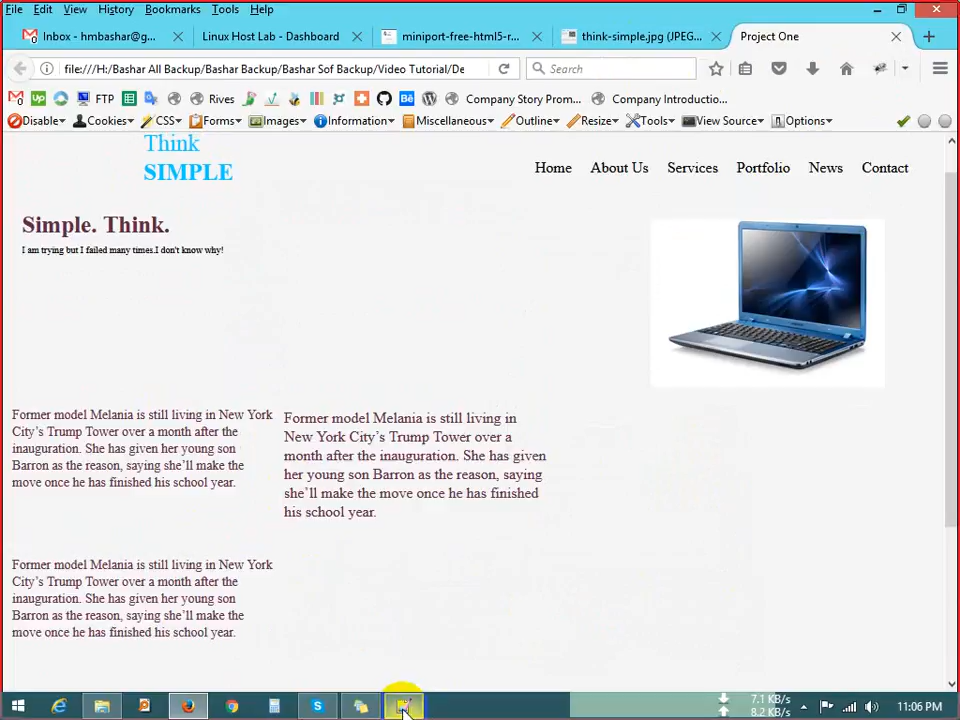 File Edit View History Bookmarks Tools Help
Inbox - hmbashar@g... Linux Host Lab - Dashboard miniport-free-html5-r... think-simple.jpg (JPEG... Project One
file:///H:/Bashar All Backup/Bashar Backup/Bashar Sof Backup/Video Tutorial/De Search
FTP Rives Company Story Prom... Company Introductio...
Disable Cookies CSS Forms Images Information Miscellaneous Outline Resize Tools View Source Options
Think
SIMPLE
Home About Us Services Portfolio News Contact
Simple. Think.
I am trying but I failed many times.I don't know why!
Former model Melania is still living in New York
City's Trump Tower over a month after the
inauguration. She has given her young son
Barron as the reason, saying she'll make the
move once he has finished his school year.
Former model Melania is still living in
New York City's Trump Tower over a
month after the inauguration. She has given
her young son Barron as the reason, saying
she'll make the move once he has finished
his school year.
Former model Melania is still living in New York
City's Trump Tower over a month after the
inauguration. She has given her young son
Barron as the reason, saying she'll make the
move once he has finished his school year.
7.1 KB/s
8.2 KB/s
11:06 PM